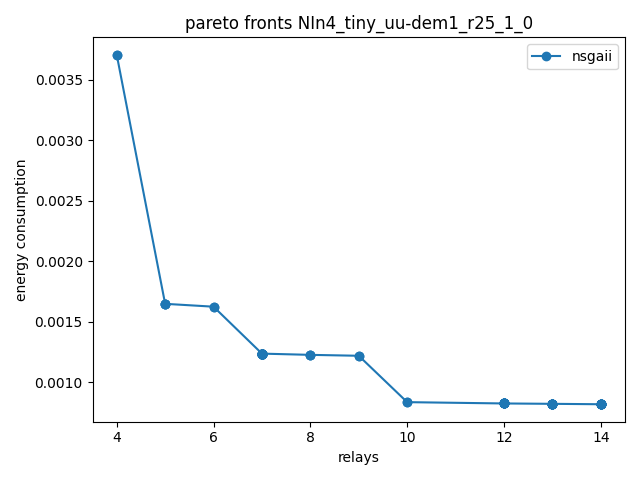 pareto fronts NIn4_tiny_uu-dem1_r25_1_0
nsgaii
0.0035
0.0030
0.0025
0.0020
0.0015
0.0010
energy consumption
4 6 8 10 12 14
relays